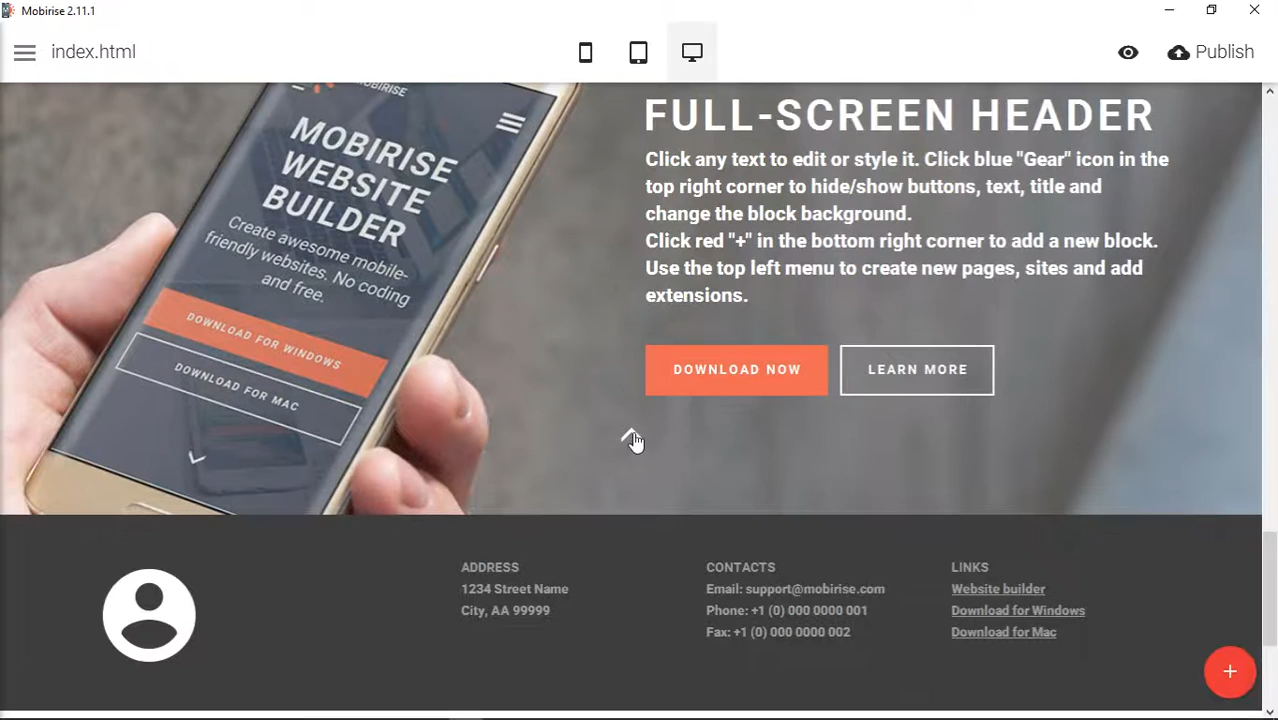 Mobirise 2.11.1
index.html
Publish
MOBIRISE
MOBIRISE
WEBSITE
BUILDER
Create awesome mobile-
friendly websites. No coding
and free.
DOWNLOAD FOR WINDOWS
DOWNLOAD FOR MAC
FULL-SCREEN HEADER
Click any text to edit or style it. Click blue "Gear" icon in the
top right corner to hide/show buttons, text, title and
change the block background.
Click red "+" in the bottom right corner to add a new block.
Use the top left menu to create new pages, sites and add
extensions.
DOWNLOAD NOW
LEARN MORE
ADDRESS
1234 Street Name
City, AA 99999
CONTACTS
Email: support@mobirise.com
Phone: +1 (0) 000 0000 001
Fax: +1 (0) 000 0000 002
LINKS
Website builder
Download for Windows
Download for Mac
+